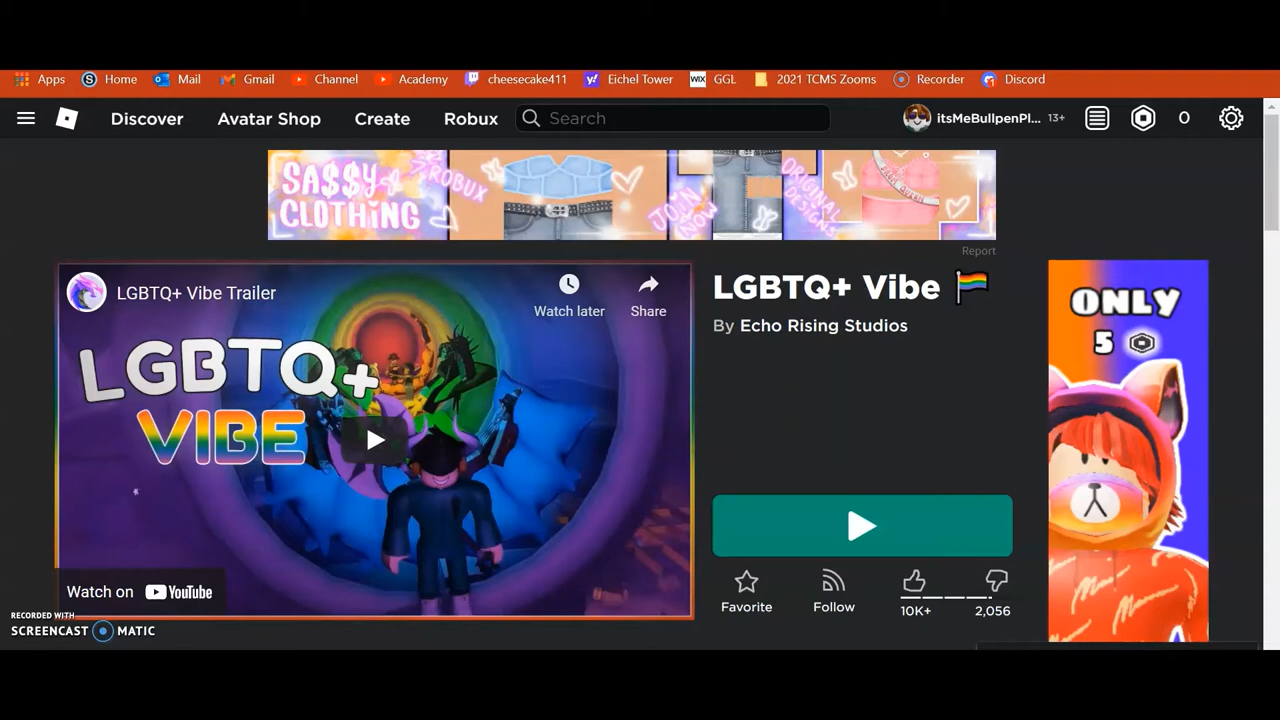 Apps Home Mail Gmail Channel Academy cheesecake411 Eichel Tower WIX GGL 2021 TCMS Zooms Recorder Discord
Discover Avatar Shop Create Robux Search itsMeBullpenPl... 13+ 0
SA$$Y
CLOTHiNG
ROBUX
JOIN
NOW
ORIGINAL
DESIGNS
Report
LGBTQ+ Vibe Trailer
Watch later
Share
LGBTQ+
VIBE
Watch on YouTube
LGBTQ+ Vibe 🏳️‍🌈
By Echo Rising Studios
Favorite
Follow
10K+
2,056
ONLY
5
RECORDED WITH
SCREENCAST MATIC